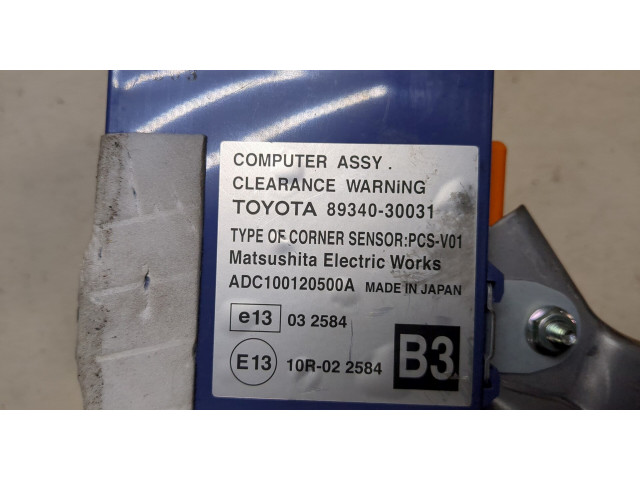 COMPUTER ASSY.
CLEARANCE WARNiNG
TOYOTA 89340-30031
TYPE OF CORNER SENSOR:PCS-V01
Matsushita Electric Works
ADC100120500A MADE IN JAPAN
e13 03 2584
E13 10R-02 2584
B3